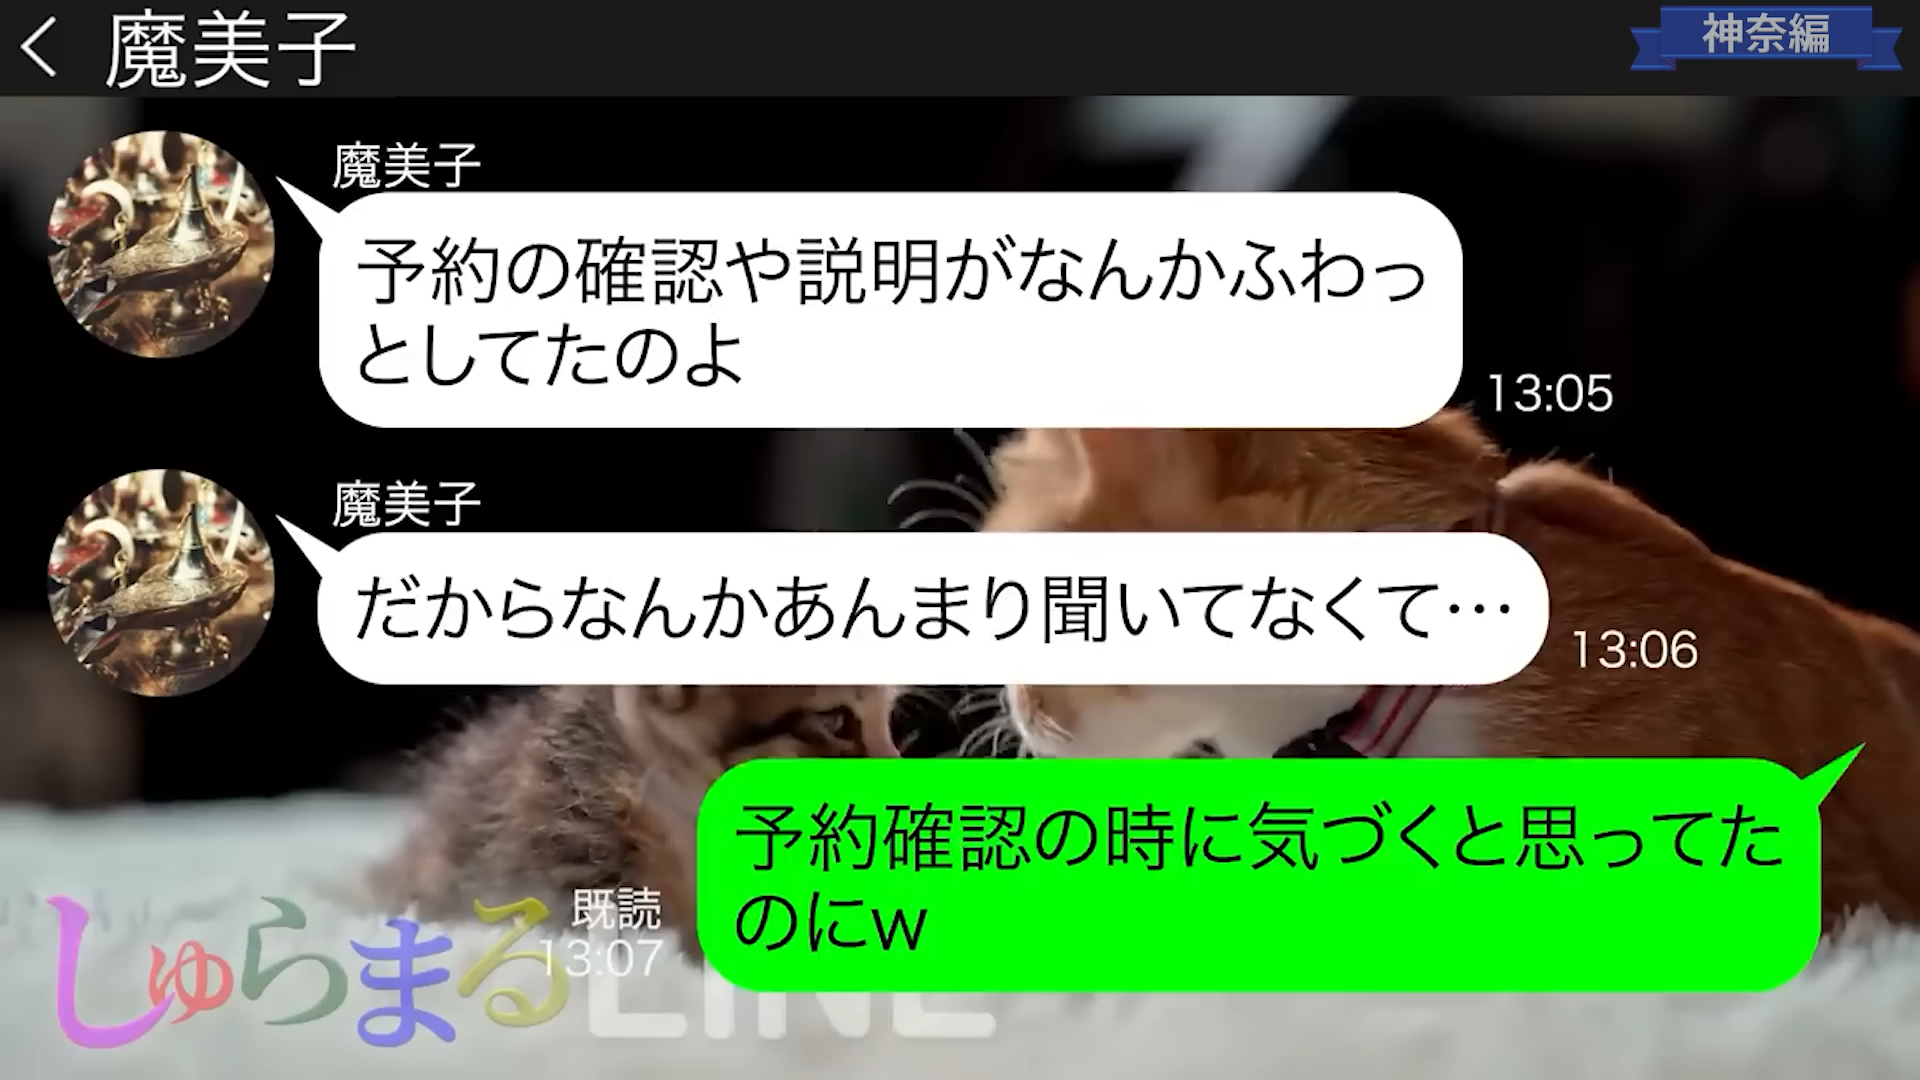 魔美子
神奈編
魔美子
予約の確認や説明がなんかふわっ
としてたのよ
13:05
魔美子
だからなんかあんまり聞いてなくて…
13:06
予約確認の時に気づくと思ってた
のにw
既読
13:07
しゅらまるLINE